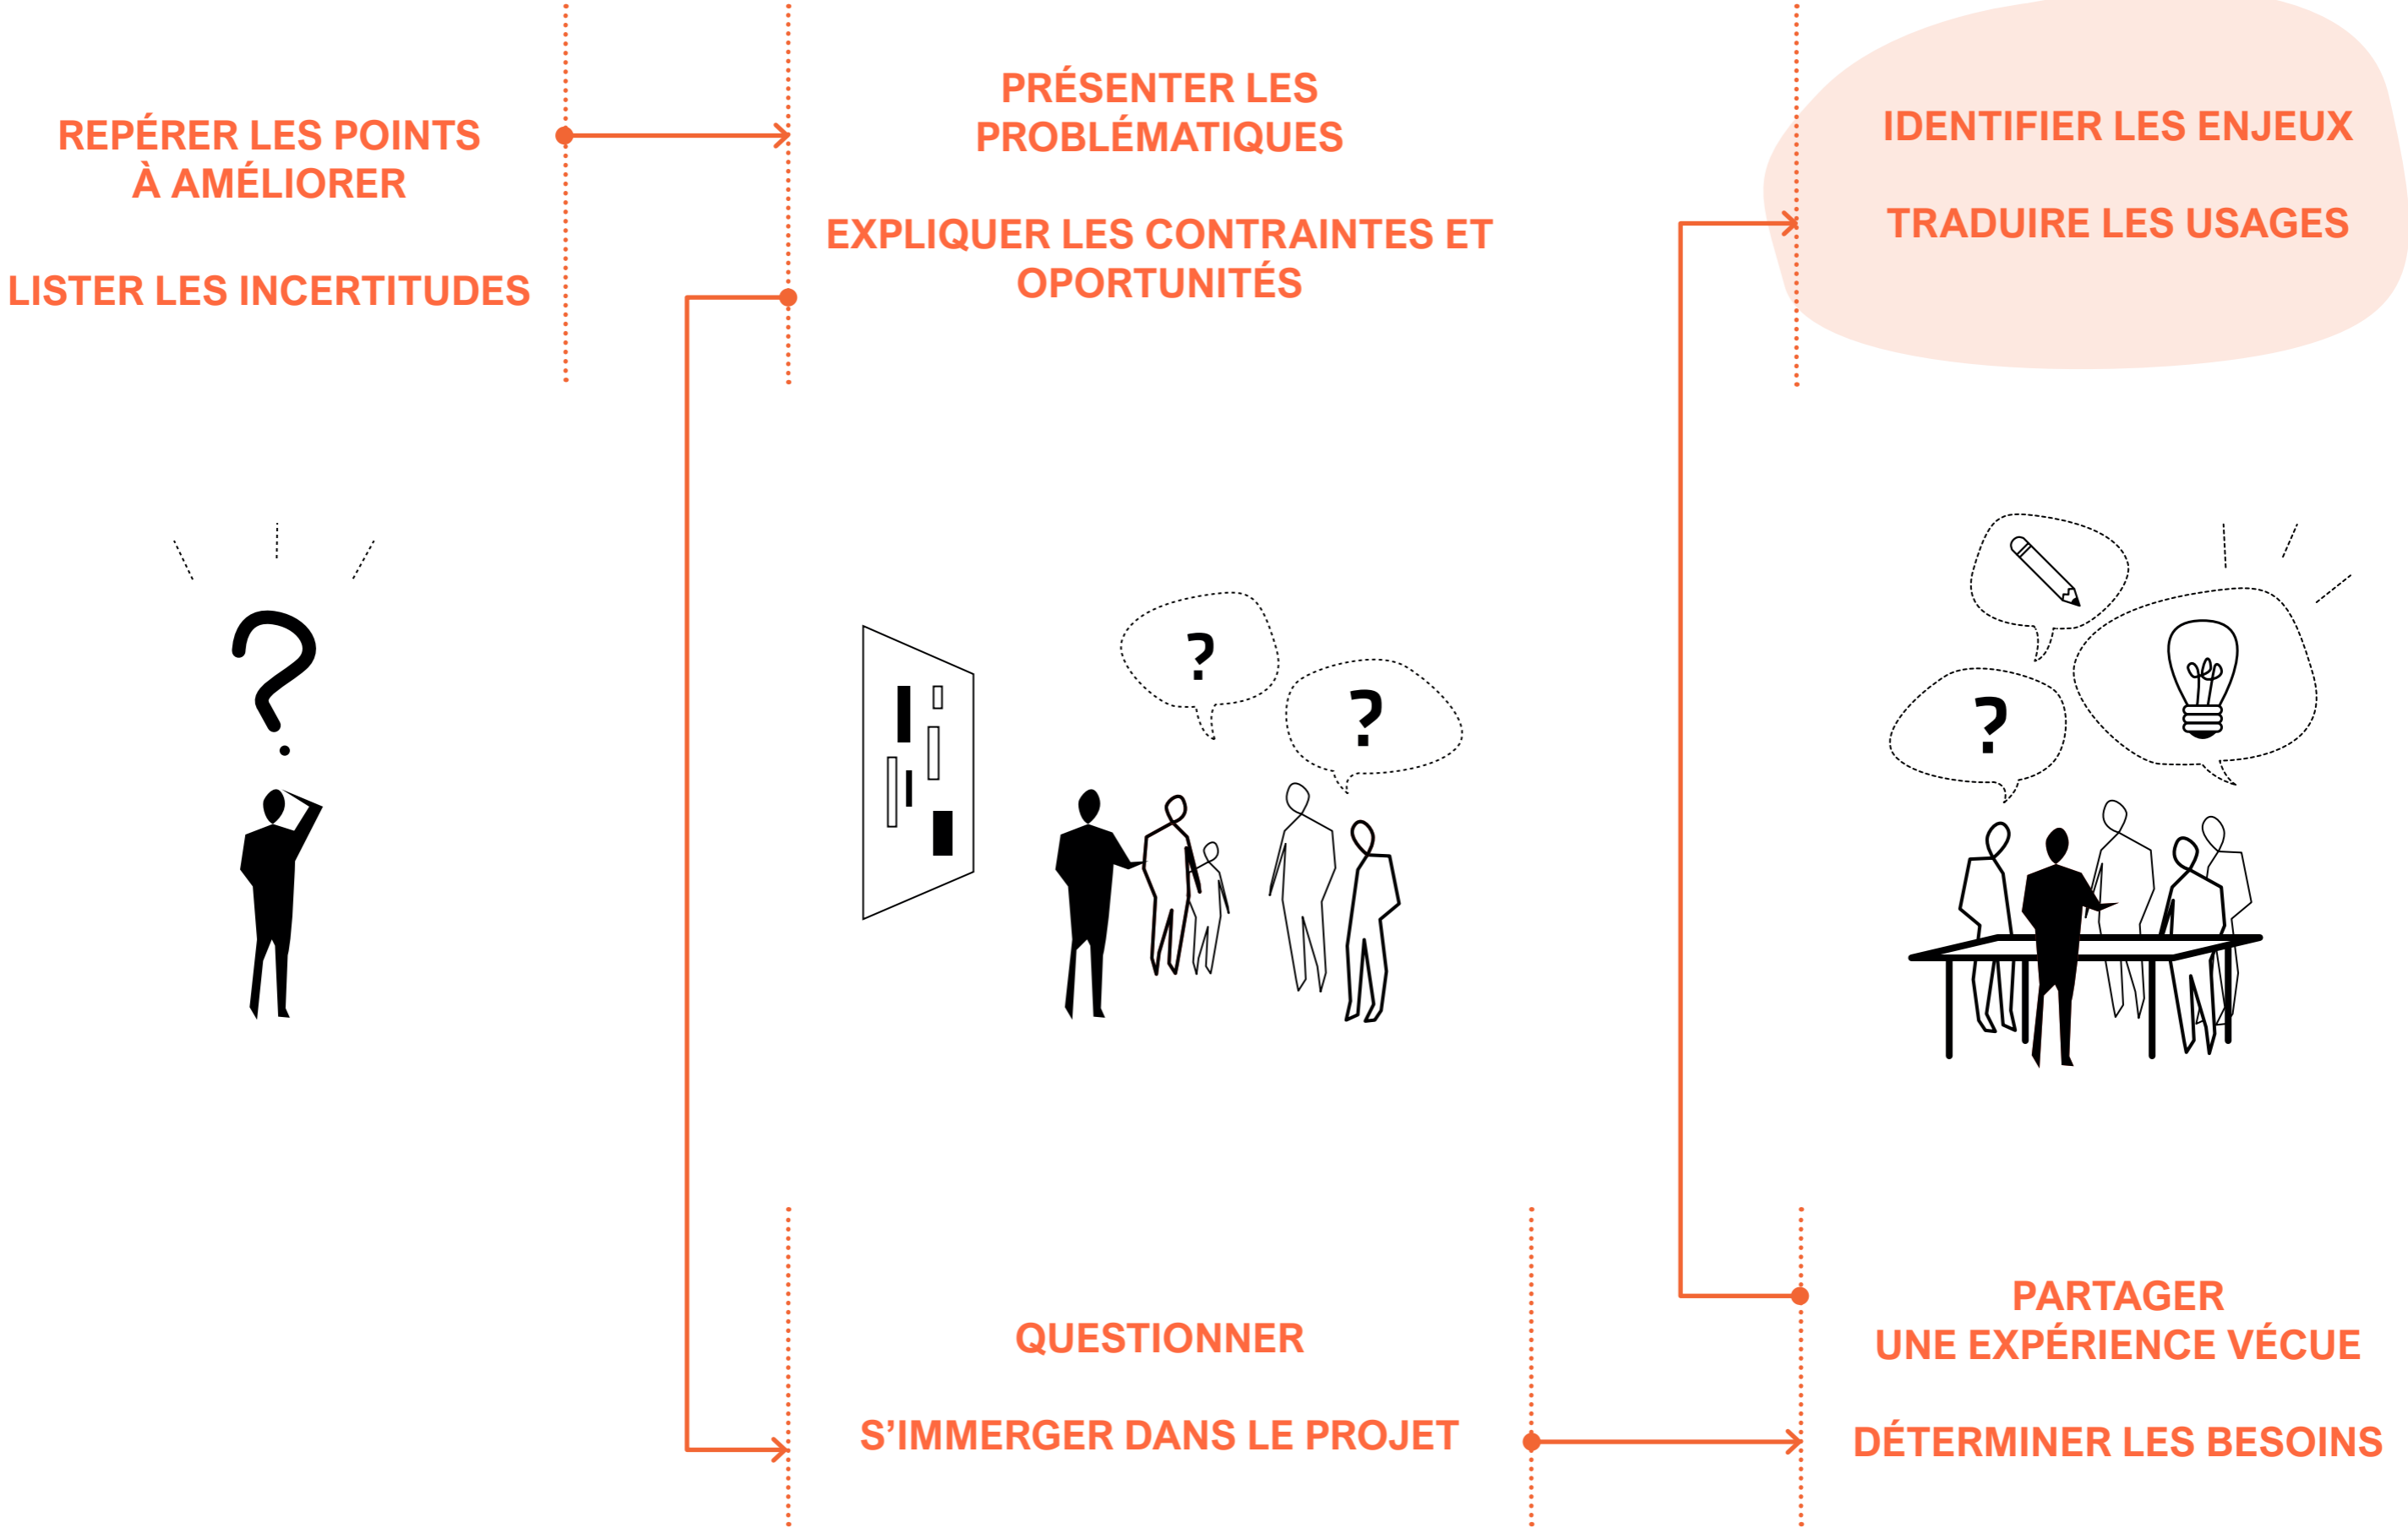 REPÉRER LES POINTS
À AMÉLIORER
LISTER LES INCERTITUDES
PRÉSENTER LES
PROBLÉMATIQUES
EXPLIQUER LES CONTRAINTES ET
OPORTUNITÉS
IDENTIFIER LES ENJEUX
TRADUIRE LES USAGES
?
?
?
?
QUESTIONNER
S’IMMERGER DANS LE PROJET
PARTAGER
UNE EXPÉRIENCE VÉCUE
DÉTERMINER LES BESOINS